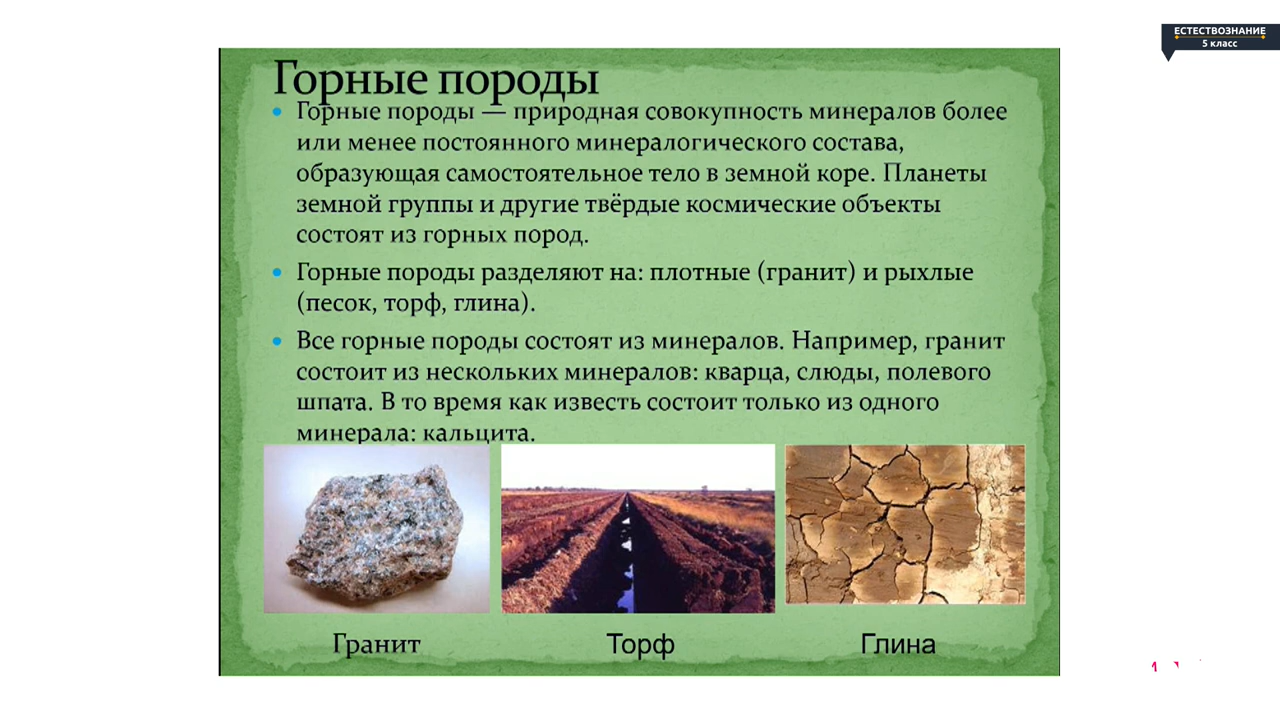 ЕСТЕСТВОЗНАНИЕ
5 класс
Горные породы
Горные породы — природная совокупность минералов более
или менее постоянного минералогического состава,
образующая самостоятельное тело в земной коре. Планеты
земной группы и другие твёрдые космические объекты
состоят из горных пород.
Горные породы разделяют на: плотные (гранит) и рыхлые
(песок, торф, глина).
Все горные породы состоят из минералов. Например, гранит
состоит из нескольких минералов: кварца, слюды, полевого
шпата. В то время как известь состоит только из одного
минерала: кальцита.
Гранит
Торф
Глина